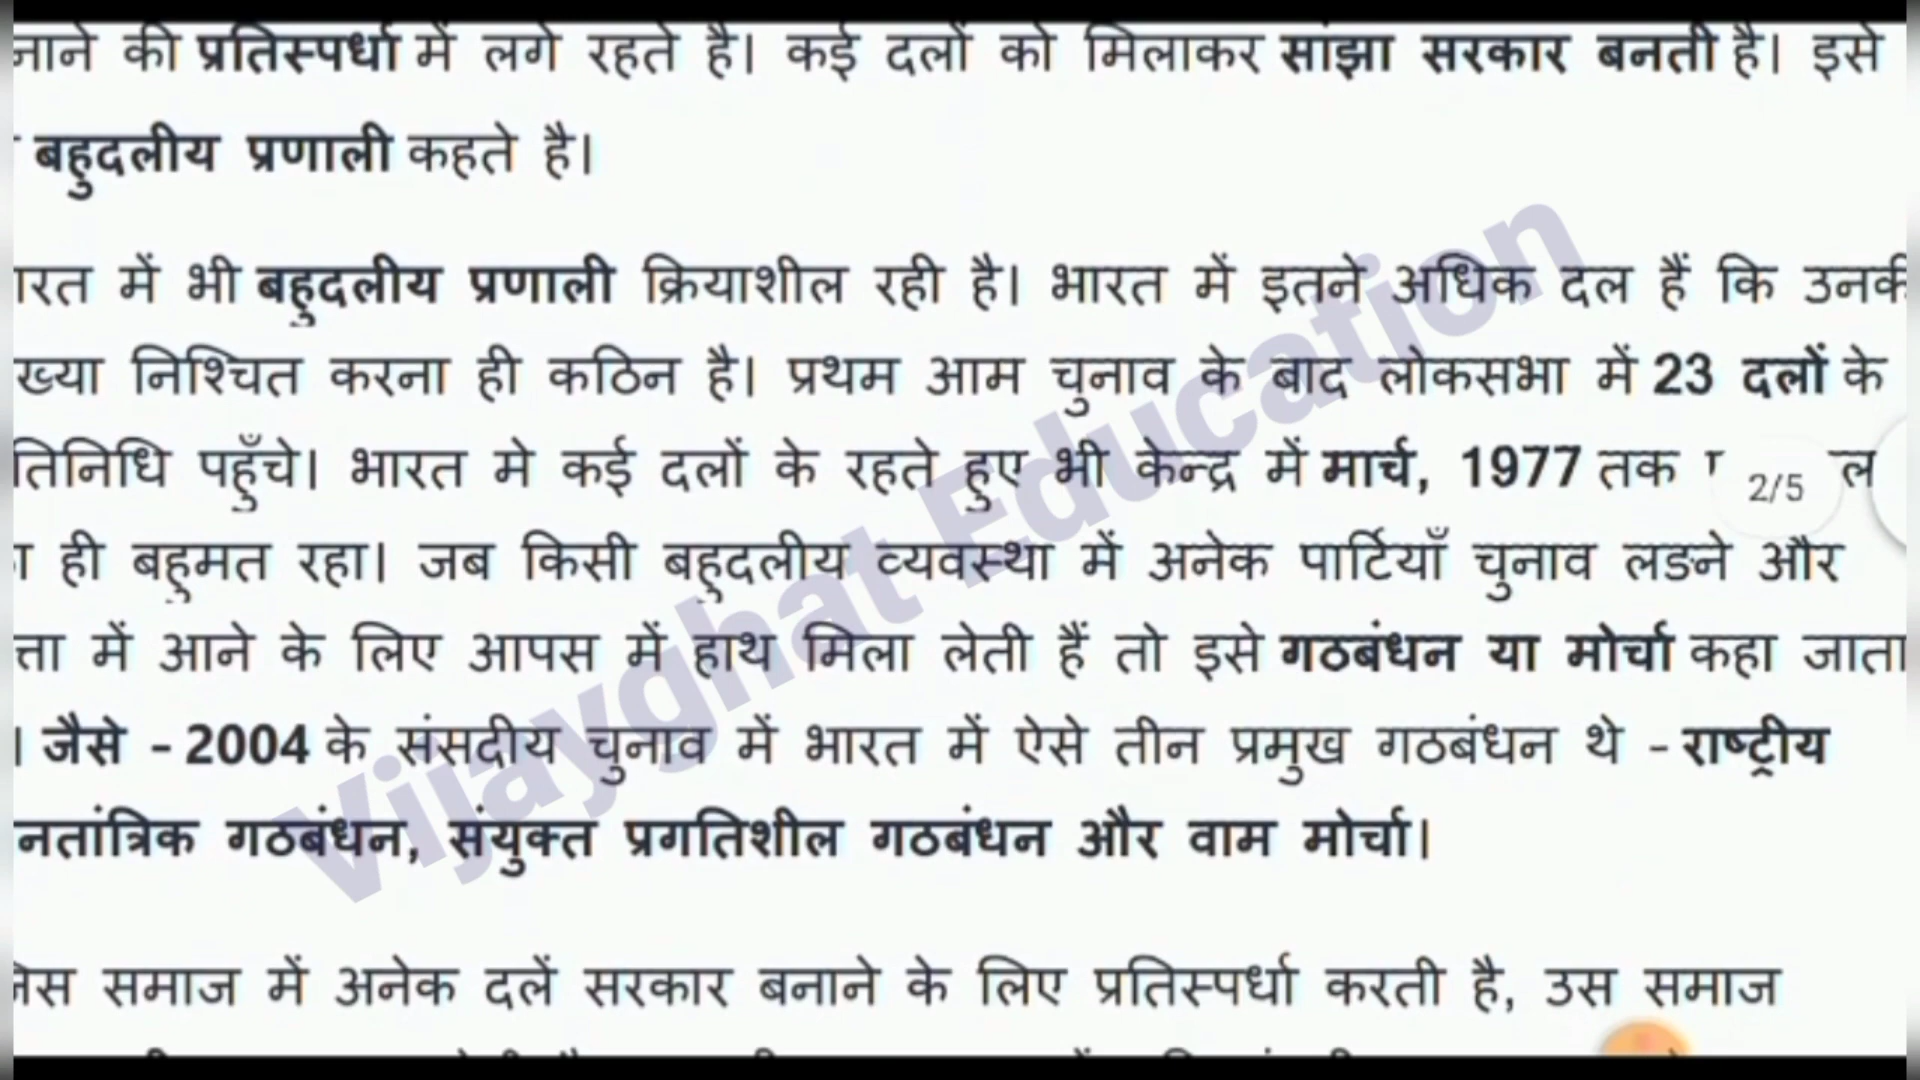 नाने की प्रतिस्पर्धा में लगे रहते है। कई दलों को मिलाकर सांझा सरकार बनती है। इसे
बहुदलीय प्रणाली कहते है।
रत में भी बहुदलीय प्रणाली क्रियाशील रही है। भारत में इतने अधिक दल हैं कि उनकी
ख्या निश्चित करना ही कठिन है। प्रथम आम चुनाव के बाद लोकसभा में 23 दलों के
तिनिधि पहुँचे। भारत मे कई दलों के रहते हुए भी केन्द्र में मार्च, 1977 तक ल
2/5
ही बहुमत रहा। जब किसी बहुदलीय व्यवस्था में अनेक पार्टियाँ चुनाव लडने और
त्ता में आने के लिए आपस में हाथ मिला लेती हैं तो इसे गठबंधन या मोर्चा कहा जाता
। जैसे - 2004 के संसदीय चुनाव में भारत में ऐसे तीन प्रमुख गठबंधन थे - राष्ट्रीय
नतांत्रिक गठबंधन, संयुक्त प्रगतिशील गठबंधन और वाम मोर्चा।
स समाज में अनेक दलें सरकार बनाने के लिए प्रतिस्पर्धा करती है, उस समाज
Vijayghat Education